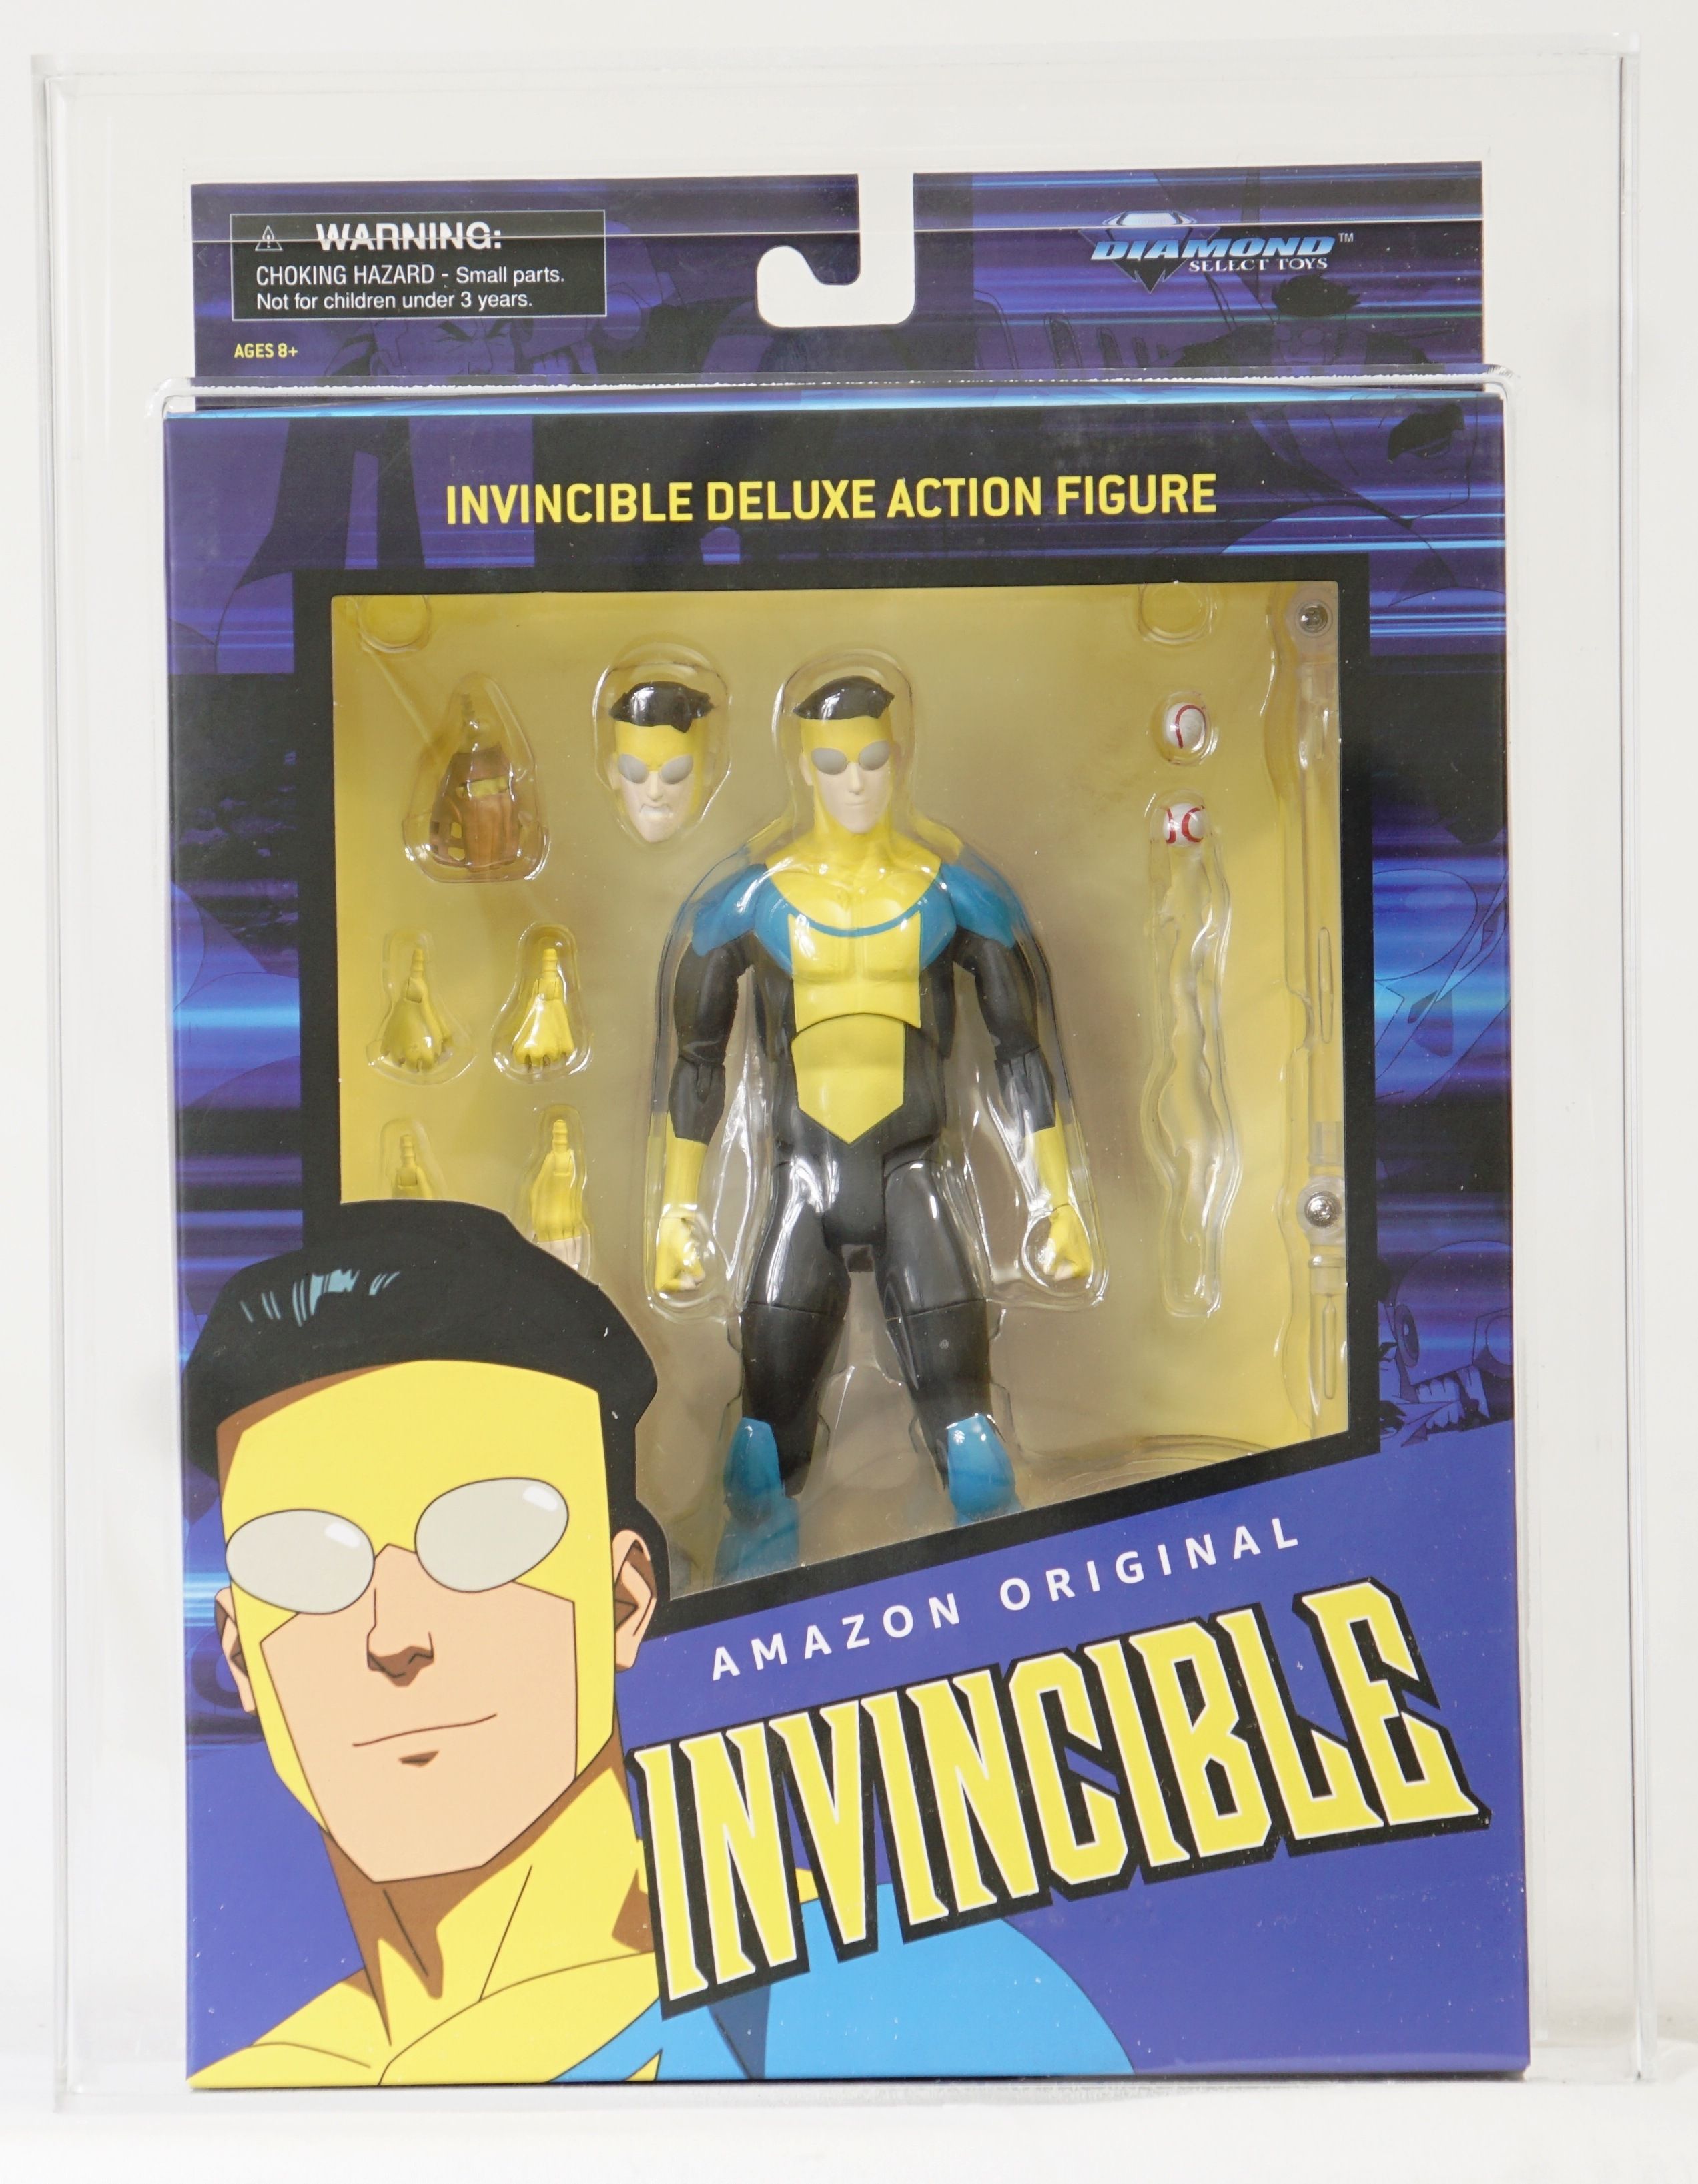 WARNING:
CHOKING HAZARD - Small parts.
Not for children under 3 years.
AGES 8+
DIAMOND™
SELECT TOYS
INVINCIBLE DELUXE ACTION FIGURE
AMAZON ORIGINAL
INVINCIBLE